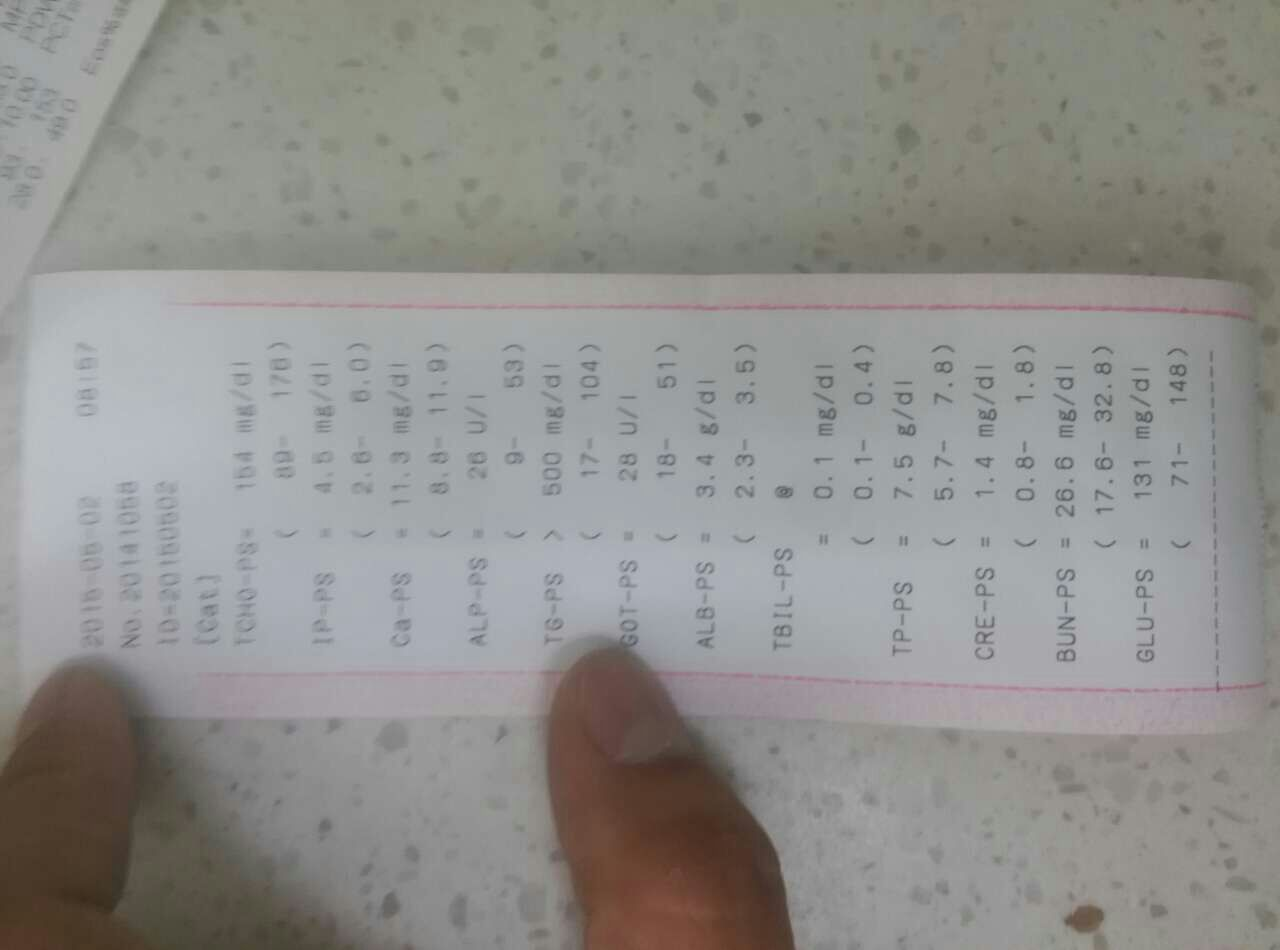 08:57
No.20141058
[Cat]
TCHO-PS= 154 mg/dl
( 89- 176)
IP-PS = 4.5 mg/dl
( 2.6- 6.0)
Ca-PS = 11.3 mg/dl
( 8.8- 11.9)
ALP-PS = 26 U/l
( 9- 53)
TG-PS > 500 mg/dl
( 17- 104)
GOT-PS = 28 U/l
( 18- 51)
ALB-PS = 3.4 g/dl
( 2.3- 3.5)
TBIL-PS @
= 0.1 mg/dl
( 0.1- 0.4)
TP-PS = 7.5 g/dl
( 5.7- 7.8)
CRE-PS = 1.4 mg/dl
( 0.8- 1.8)
BUN-PS = 26.6 mg/dl
( 17.6- 32.8)
GLU-PS = 131 mg/dl
( 71- 148)